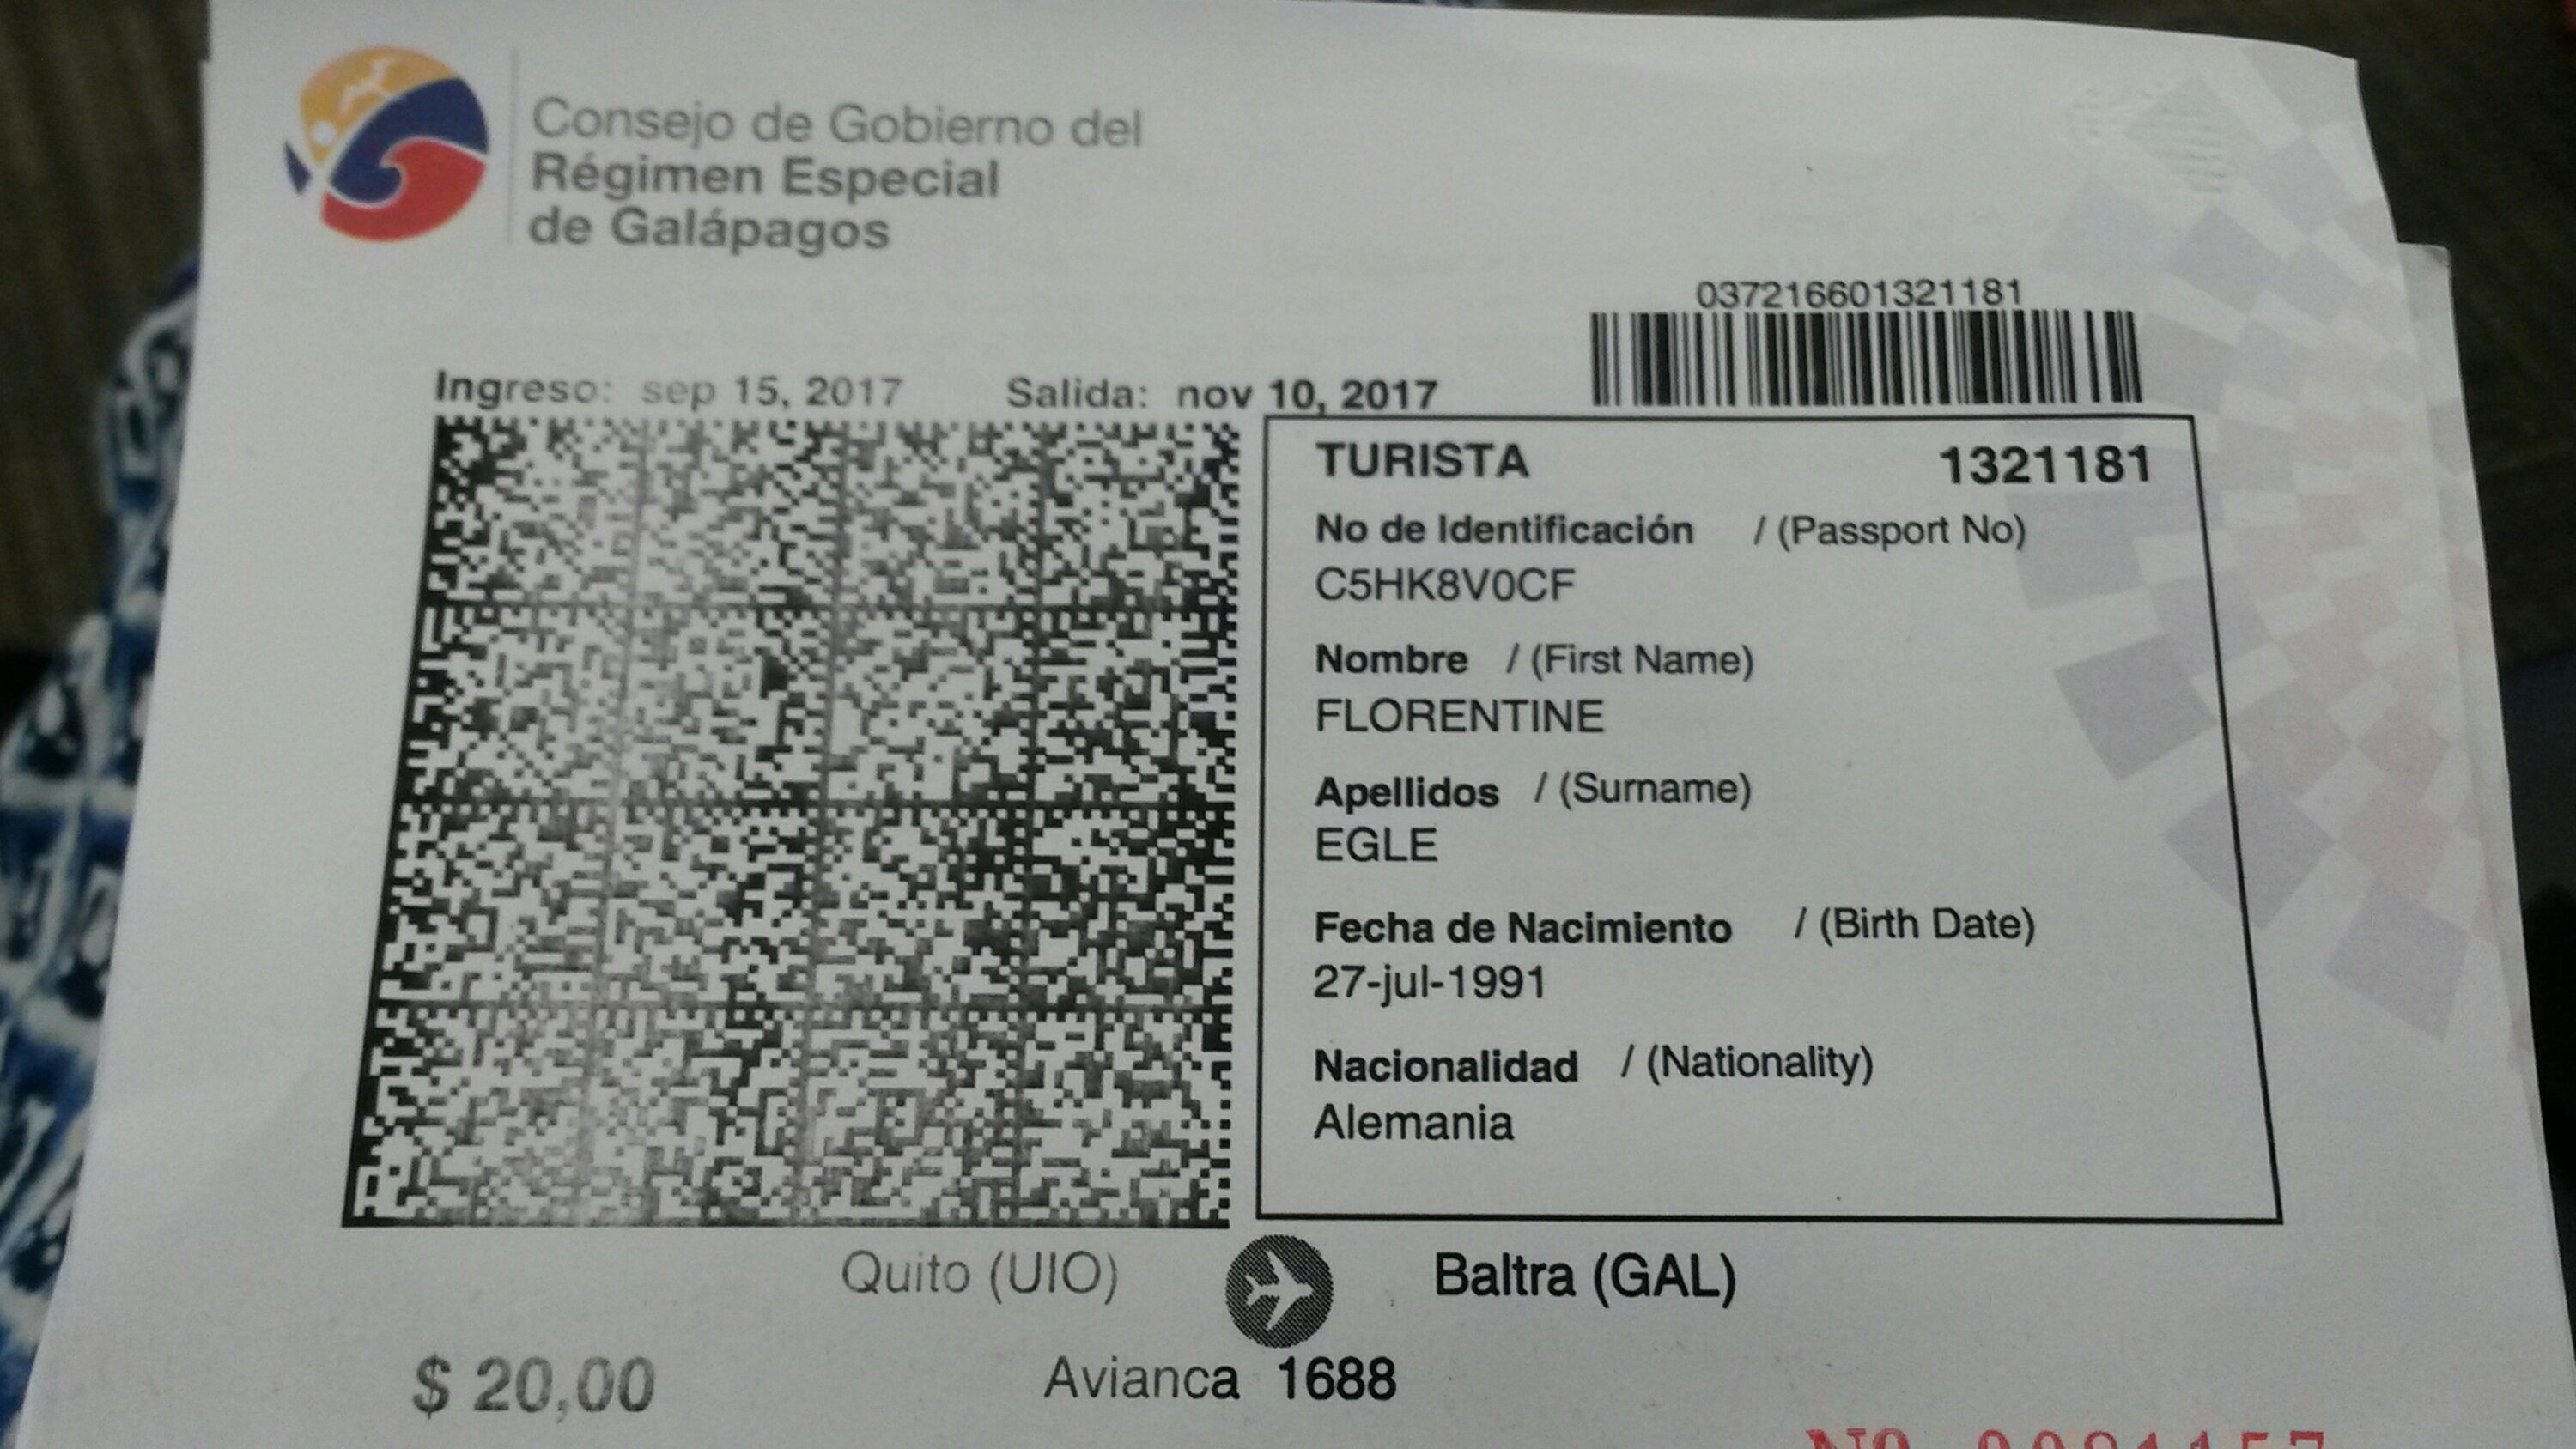 Consejo de Gobierno del
Régimen Especial
de Galápagos
037216601321181
Ingreso: sep 15, 2017 Salida: nov 10, 2017
TURISTA 1321181
No de Identificación / (Passport No)
C5HK8V0CF
Nombre / (First Name)
FLORENTINE
Apellidos / (Surname)
EGLE
Fecha de Nacimiento / (Birth Date)
27-jul-1991
Nacionalidad / (Nationality)
Alemania
Quito (UIO) Baltra (GAL)
$ 20,00 Avianca 1688